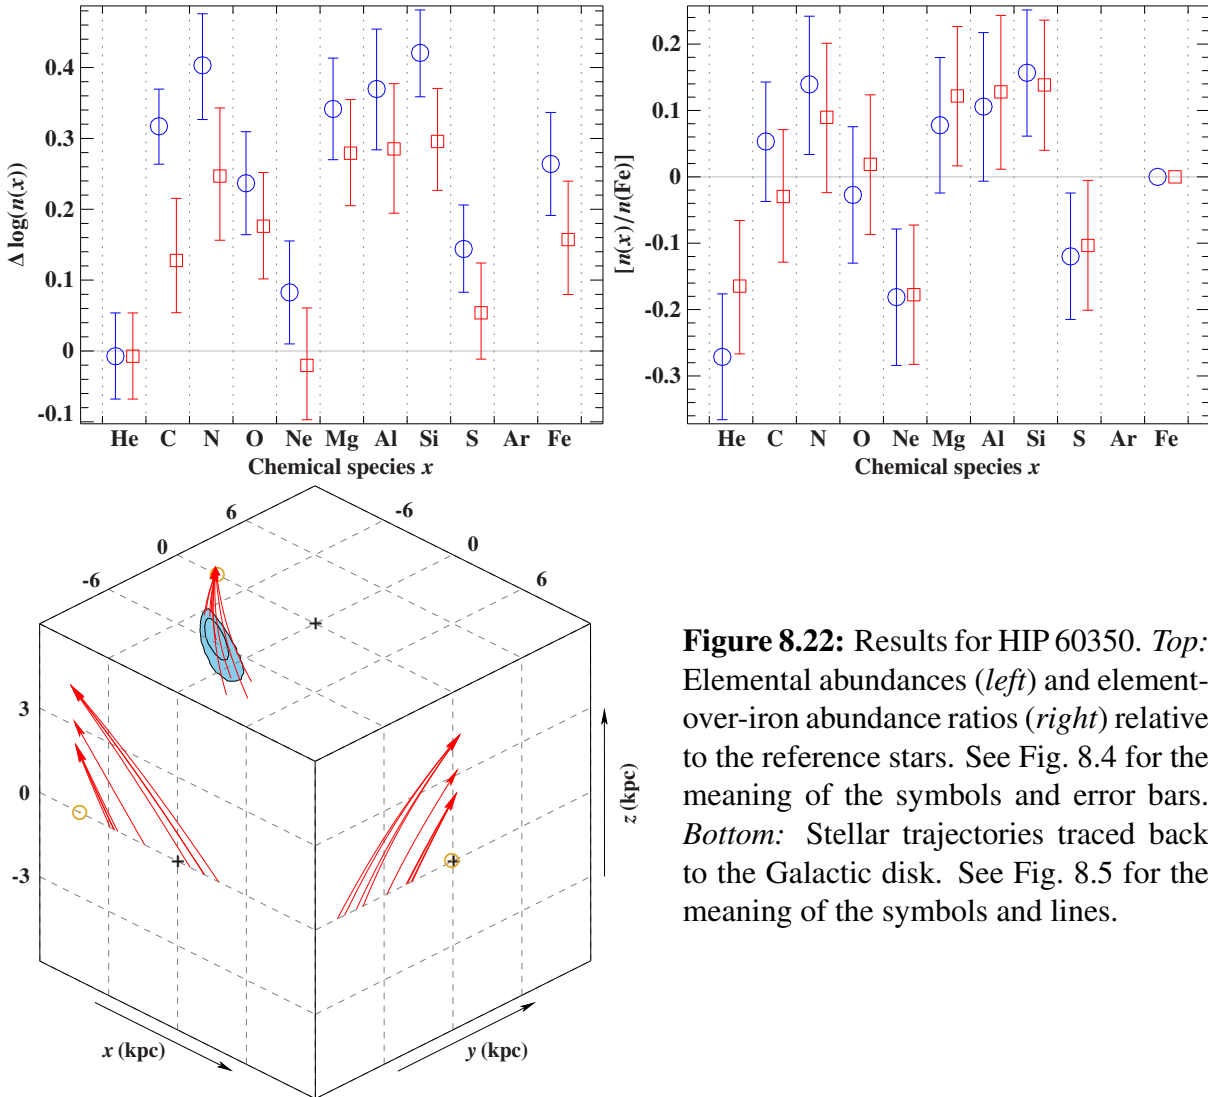 Δ log(n(x))
0.4
0.3
0.2
0.1
0
-0.1
He C N O Ne Mg Al Si S Ar Fe
Chemical species x
[n(x)/n(Fe)]
0.2
0.1
0
-0.1
-0.2
-0.3
He C N O Ne Mg Al Si S Ar Fe
Chemical species x
6
0
-6
-6
0
6
3
0
-3
x (kpc)
y (kpc)
z (kpc)
Figure 8.22: Results for HIP 60350. Top:
Elemental abundances (left) and element-
over-iron abundance ratios (right) relative
to the reference stars. See Fig. 8.4 for the
meaning of the symbols and error bars.
Bottom: Stellar trajectories traced back
to the Galactic disk. See Fig. 8.5 for the
meaning of the symbols and lines.